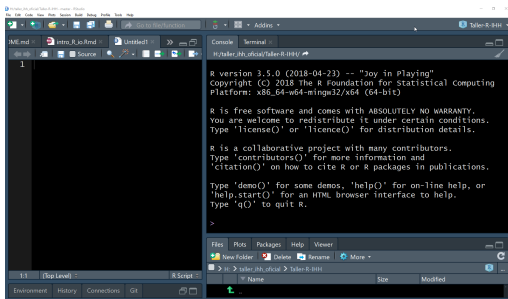 File Edit Code View Plots Session Build Debug Profile Tools Help
Go to file/function
Addins
Taller-R-IHH
ME.md
intro_R_io.Rmd
Untitled1
Source
1
1:1
(Top Level)
R Script
Environment History Connections Git
Console Terminal
H:/taller_ihh_oficial/Taller-R-IHH/
R version 3.5.0 (2018-04-23) -- "Joy in Playing"
Copyright (C) 2018 The R Foundation for Statistical Computing
Platform: x86_64-w64-mingw32/x64 (64-bit)
R is free software and comes with ABSOLUTELY NO WARRANTY.
You are welcome to redistribute it under certain conditions.
Type 'license()' or 'licence()' for distribution details.
R is a collaborative project with many contributors.
Type 'contributors()' for more information and
'citation()' on how to cite R or R packages in publications.
Type 'demo()' for some demos, 'help()' for on-line help, or
'help.start()' for an HTML browser interface to help.
Type 'q()' to quit R.
>
Files Plots Packages Help Viewer
New Folder Delete Rename More
H: > taller_ihh_oficial > Taller-R-IHH
Name Size Modified
..